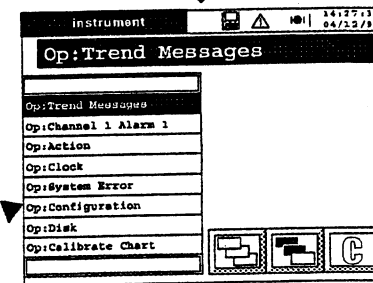 instrument
14:27:3
04/12/9
Op:Trend Messages
Op:Trend Messages
Op:Channel 1 Alarm 1
Op:Action
Op:Clock
Op:System Error
Op:Configuration
Op:Disk
Op:Calibrate Chart
C